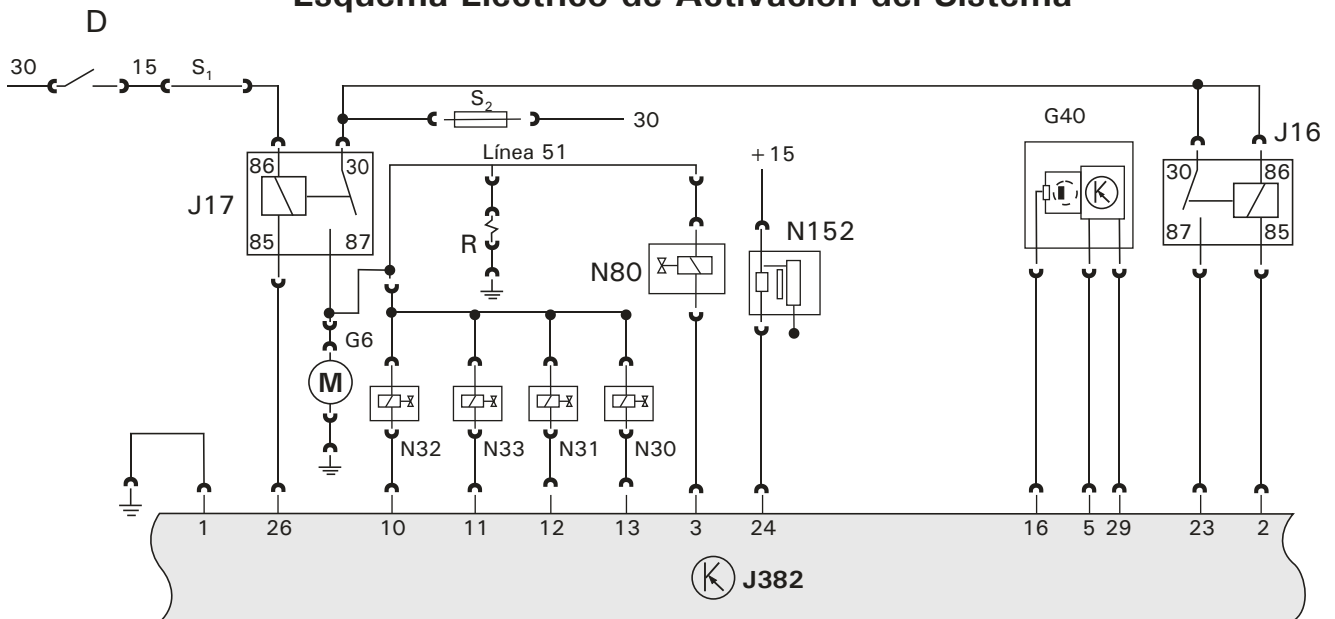 Esquema Eléctrico de Activación del Sistema
D
30 15 S1
S2
30
Línea 51
+15
G40
J16
J17
86 30
85 87
R
N80
N152
30 86
87 85
G6
M
N32 N33 N31 N30
1 26 10 11 12 13 3 24 16 5 29 23 2
J382